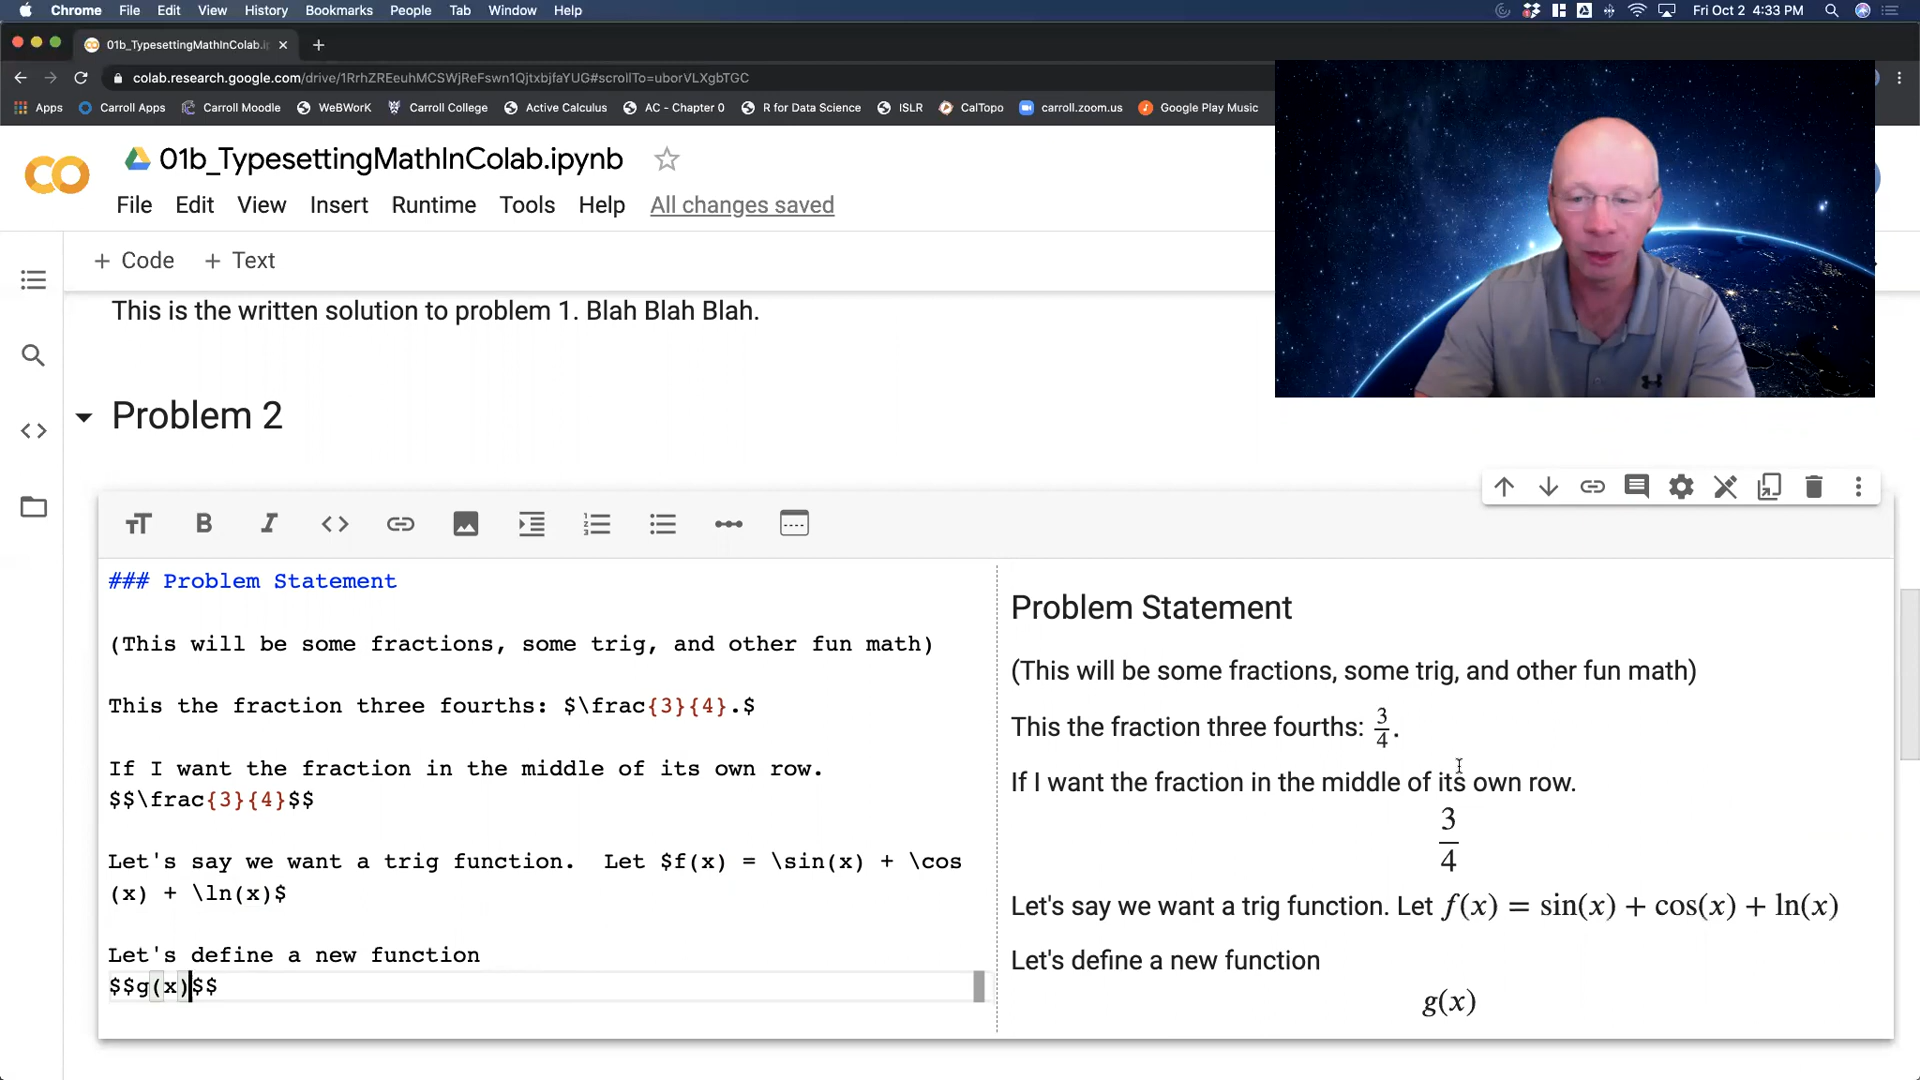 Chrome File Edit View History Bookmarks People Tab Window Help Fri Oct 2 4:33 PM
01b_TypesettingMathInColab.i
colab.research.google.com/drive/1RrhZREeuhMCSWjReFswn1QjtxbjfaYUG#scrollTo=uborVLXgbTGC
Apps Carroll Apps Carroll Moodle WeBWorK Carroll College Active Calculus AC - Chapter 0 R for Data Science ISLR CalTopo carroll.zoom.us Google Play Music
CO 01b_TypesettingMathInColab.ipynb
File Edit View Insert Runtime Tools Help All changes saved
+ Code + Text
This is the written solution to problem 1. Blah Blah Blah.
Problem 2
### Problem Statement
(This will be some fractions, some trig, and other fun math)
This the fraction three fourths: $\frac{3}{4}.$
If I want the fraction in the middle of its own row.
$$\frac{3}{4}$$
Let's say we want a trig function.  Let $f(x) = \sin(x) + \cos
(x) + \ln(x)$
Let's define a new function
$$g(x)$$
Problem Statement
(This will be some fractions, some trig, and other fun math)
This the fraction three fourths: 3/4.
If I want the fraction in the middle of its own row.
3
4
Let's say we want a trig function. Let f(x) = sin(x) + cos(x) + ln(x)
Let's define a new function
g(x)